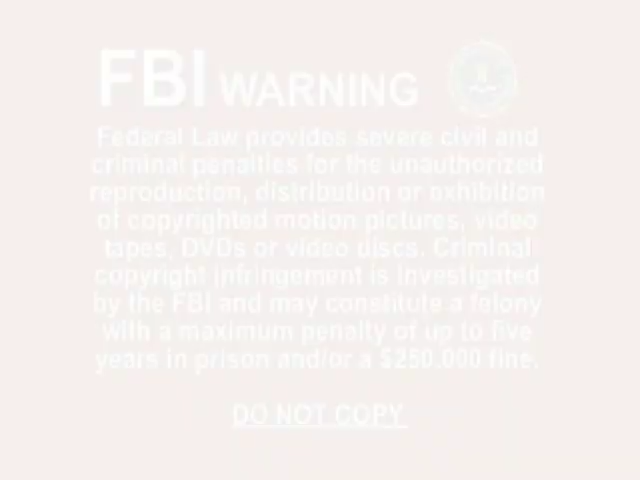 FBI WARNING
Federal Law provides severe civil and
criminal penalties for the unauthorized
reproduction, distribution or exhibition
of copyrighted motion pictures, video
tapes, DVDs or video discs. Criminal
copyright infringement is investigated
by the FBI and may constitute a felony
with a maximum penalty of up to five
years in prison and/or a $250,000 fine.
DO NOT COPY